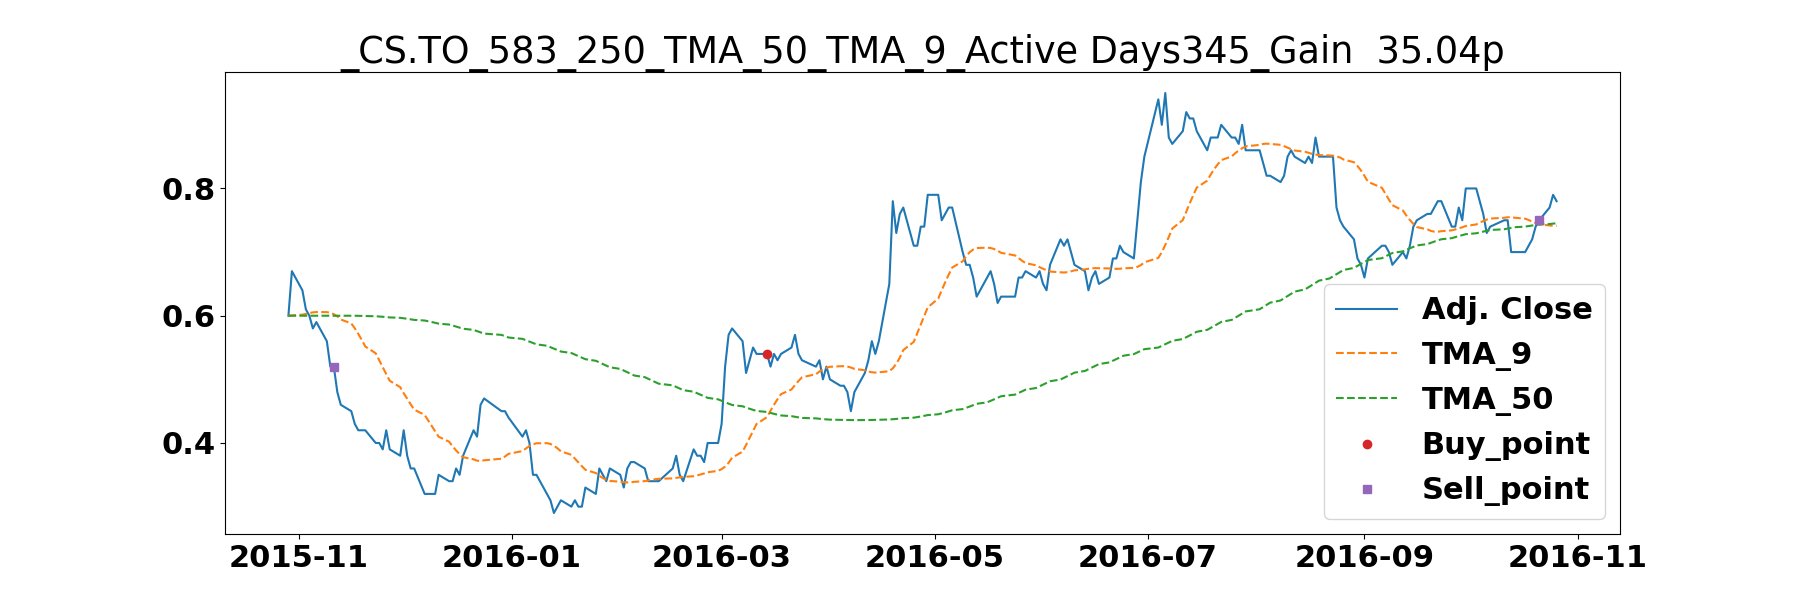 _CS.TO_583_250_TMA_50_TMA_9_Active Days345_Gain  35.04p
0.8
0.6
0.4
Adj. Close
TMA_9
TMA_50
Buy_point
Sell_point
2015-11 2016-01 2016-03 2016-05 2016-07 2016-09 2016-11